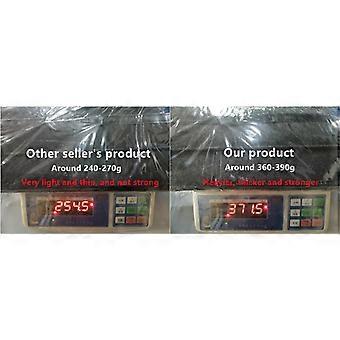 Other seller's product
Around 240-270g
Very light and thin, and not strong
254.5
Our product
Around 360-390g
Heavier, thicker and stronger
371.5